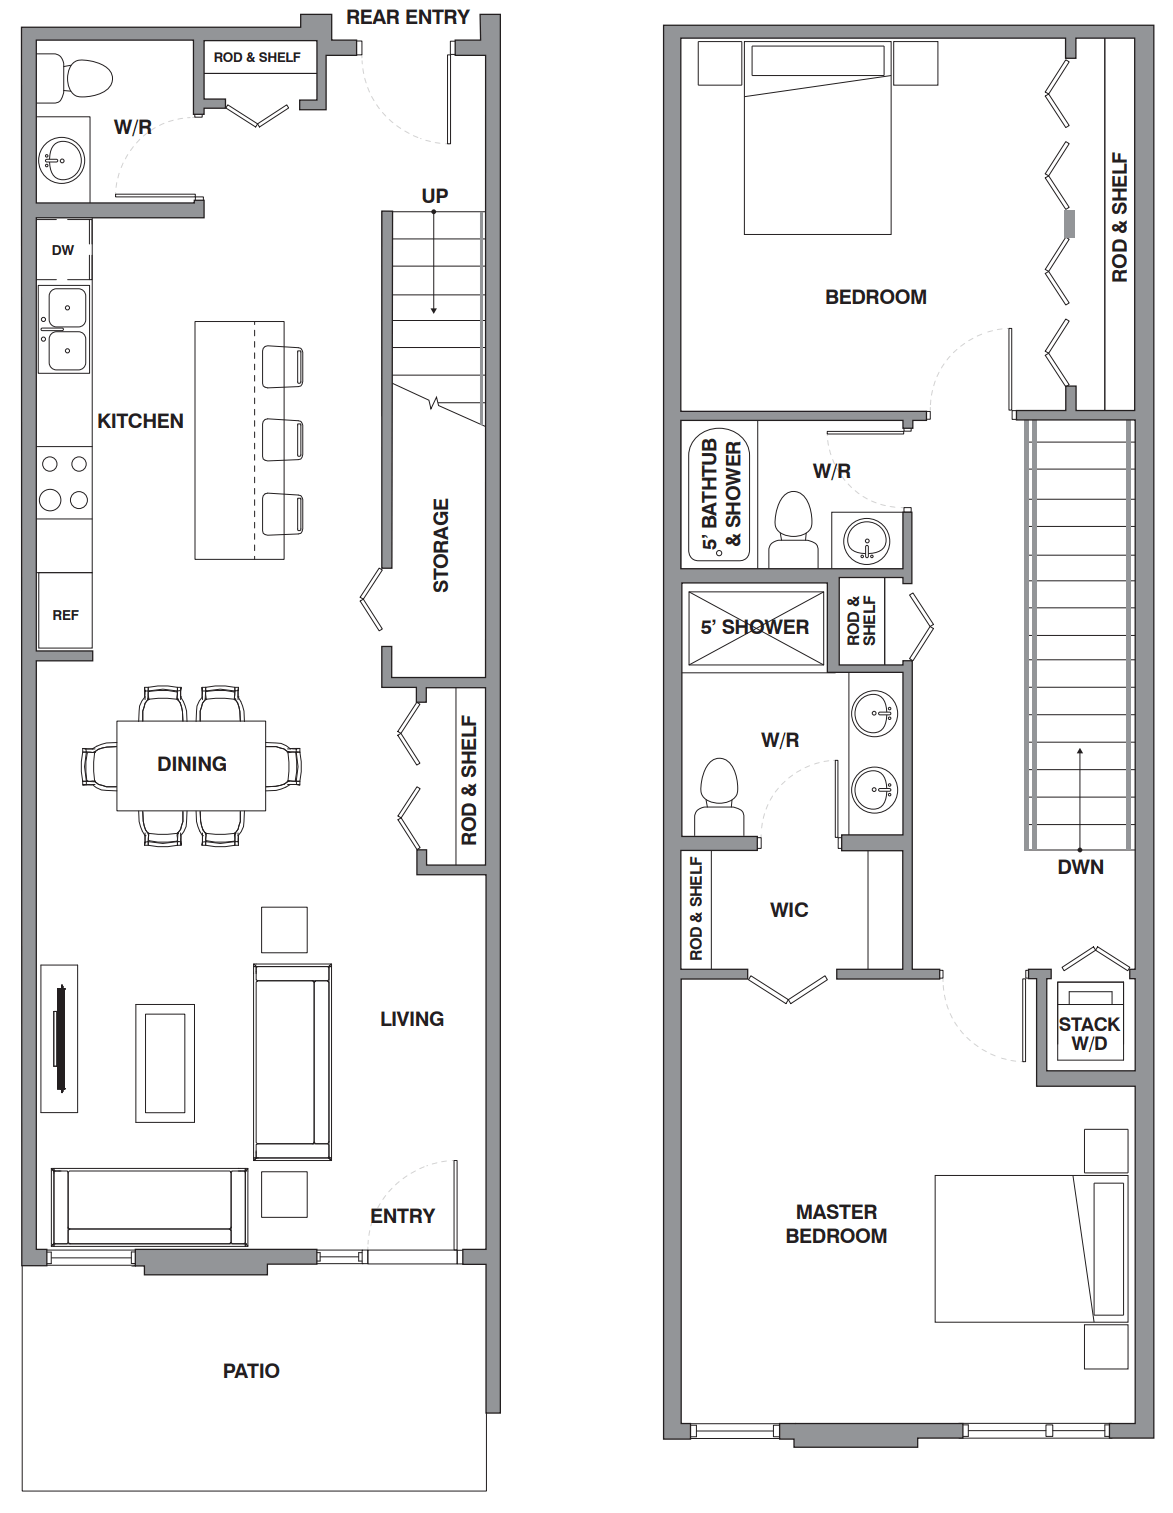 REAR ENTRY
ROD & SHELF
W/R
UP
DW
KITCHEN
STORAGE
REF
DINING
ROD & SHELF
LIVING
ENTRY
PATIO
ROD & SHELF
BEDROOM
5’ BATHTUB
& SHOWER
W/R
5’ SHOWER
ROD &
SHELF
W/R
DWN
ROD & SHELF
WIC
STACK
W/D
MASTER
BEDROOM